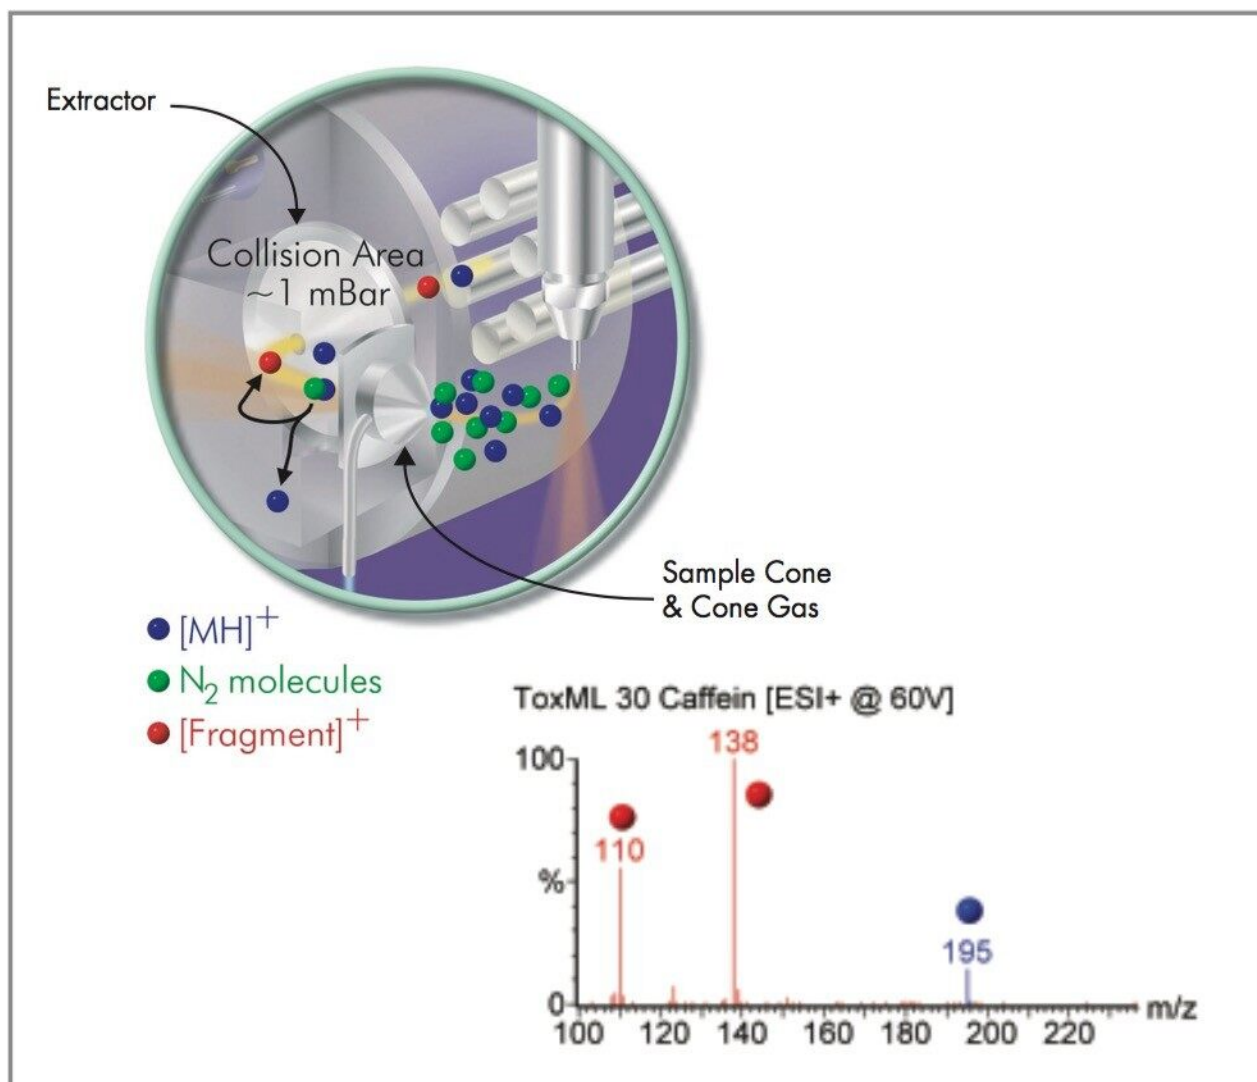 Extractor
Collision Area
~1 mBar
Sample Cone
& Cone Gas
[MH]+
N2 molecules
[Fragment]+
ToxML 30 Caffein [ESI+ @ 60V]
138
100
110
%
195
0
m/z
100 120 140 160 180 200 220